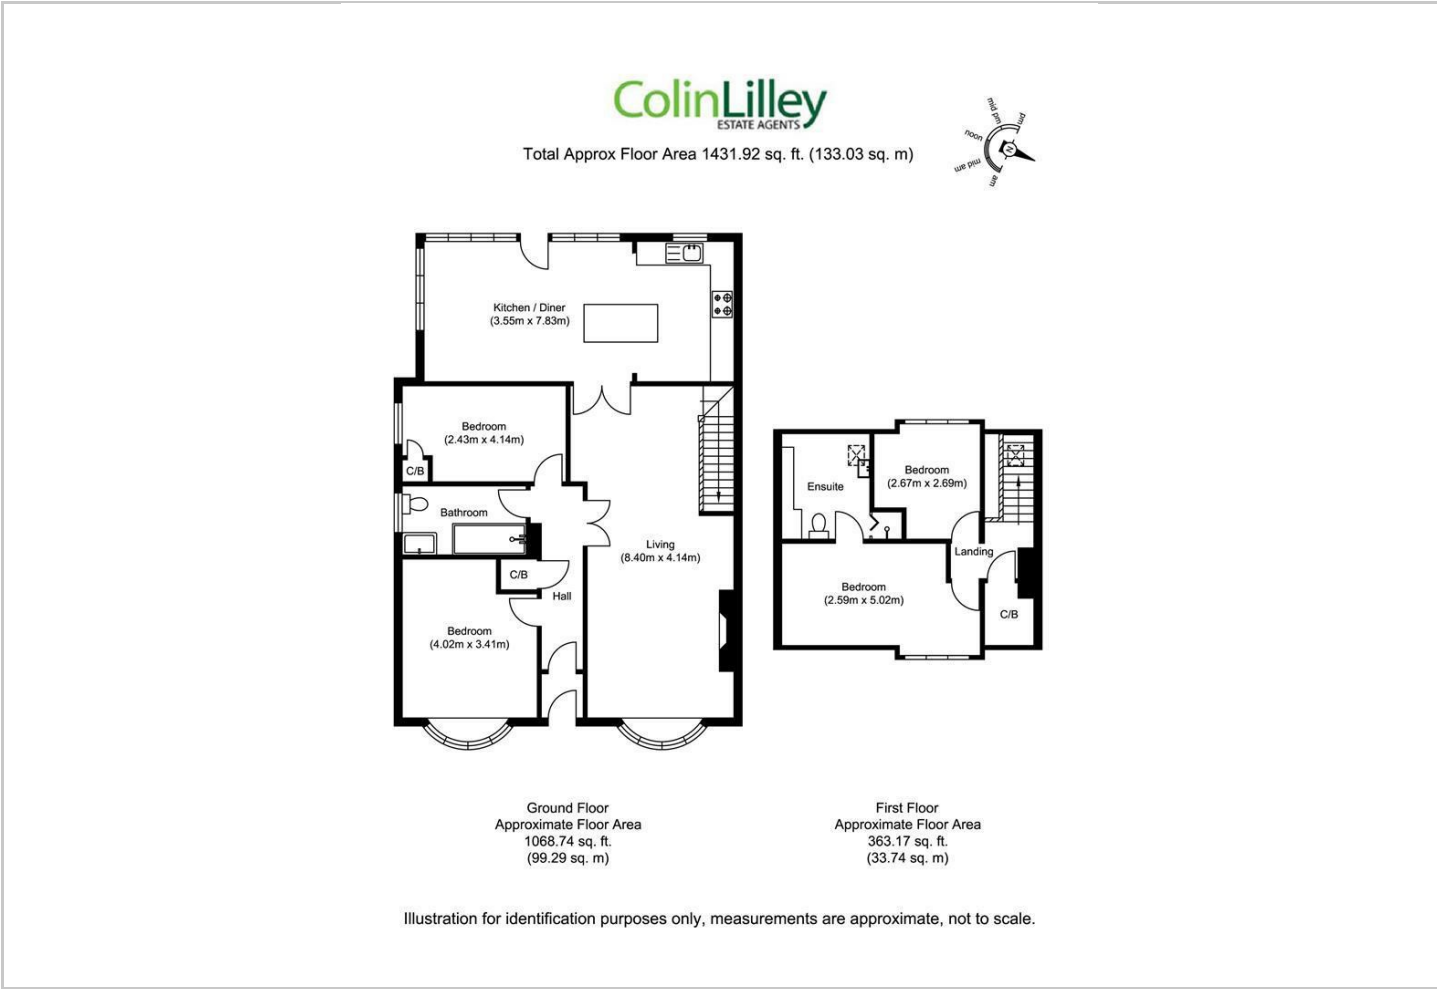 ColinLilley
ESTATE AGENTS
Total Approx Floor Area 1431.92 sq. ft. (133.03 sq. m)
mid pm
pm
noon
N
mid am
am
Kitchen / Diner
(3.55m x 7.83m)
Bedroom
(2.43m x 4.14m)
C/B
Bathroom
Living
(8.40m x 4.14m)
C/B
Hall
Bedroom
(4.02m x 3.41m)
Ensuite
Bedroom
(2.67m x 2.69m)
Landing
Bedroom
(2.59m x 5.02m)
C/B
Ground Floor
Approximate Floor Area
1068.74 sq. ft.
(99.29 sq. m)
First Floor
Approximate Floor Area
363.17 sq. ft.
(33.74 sq. m)
Illustration for identification purposes only, measurements are approximate, not to scale.